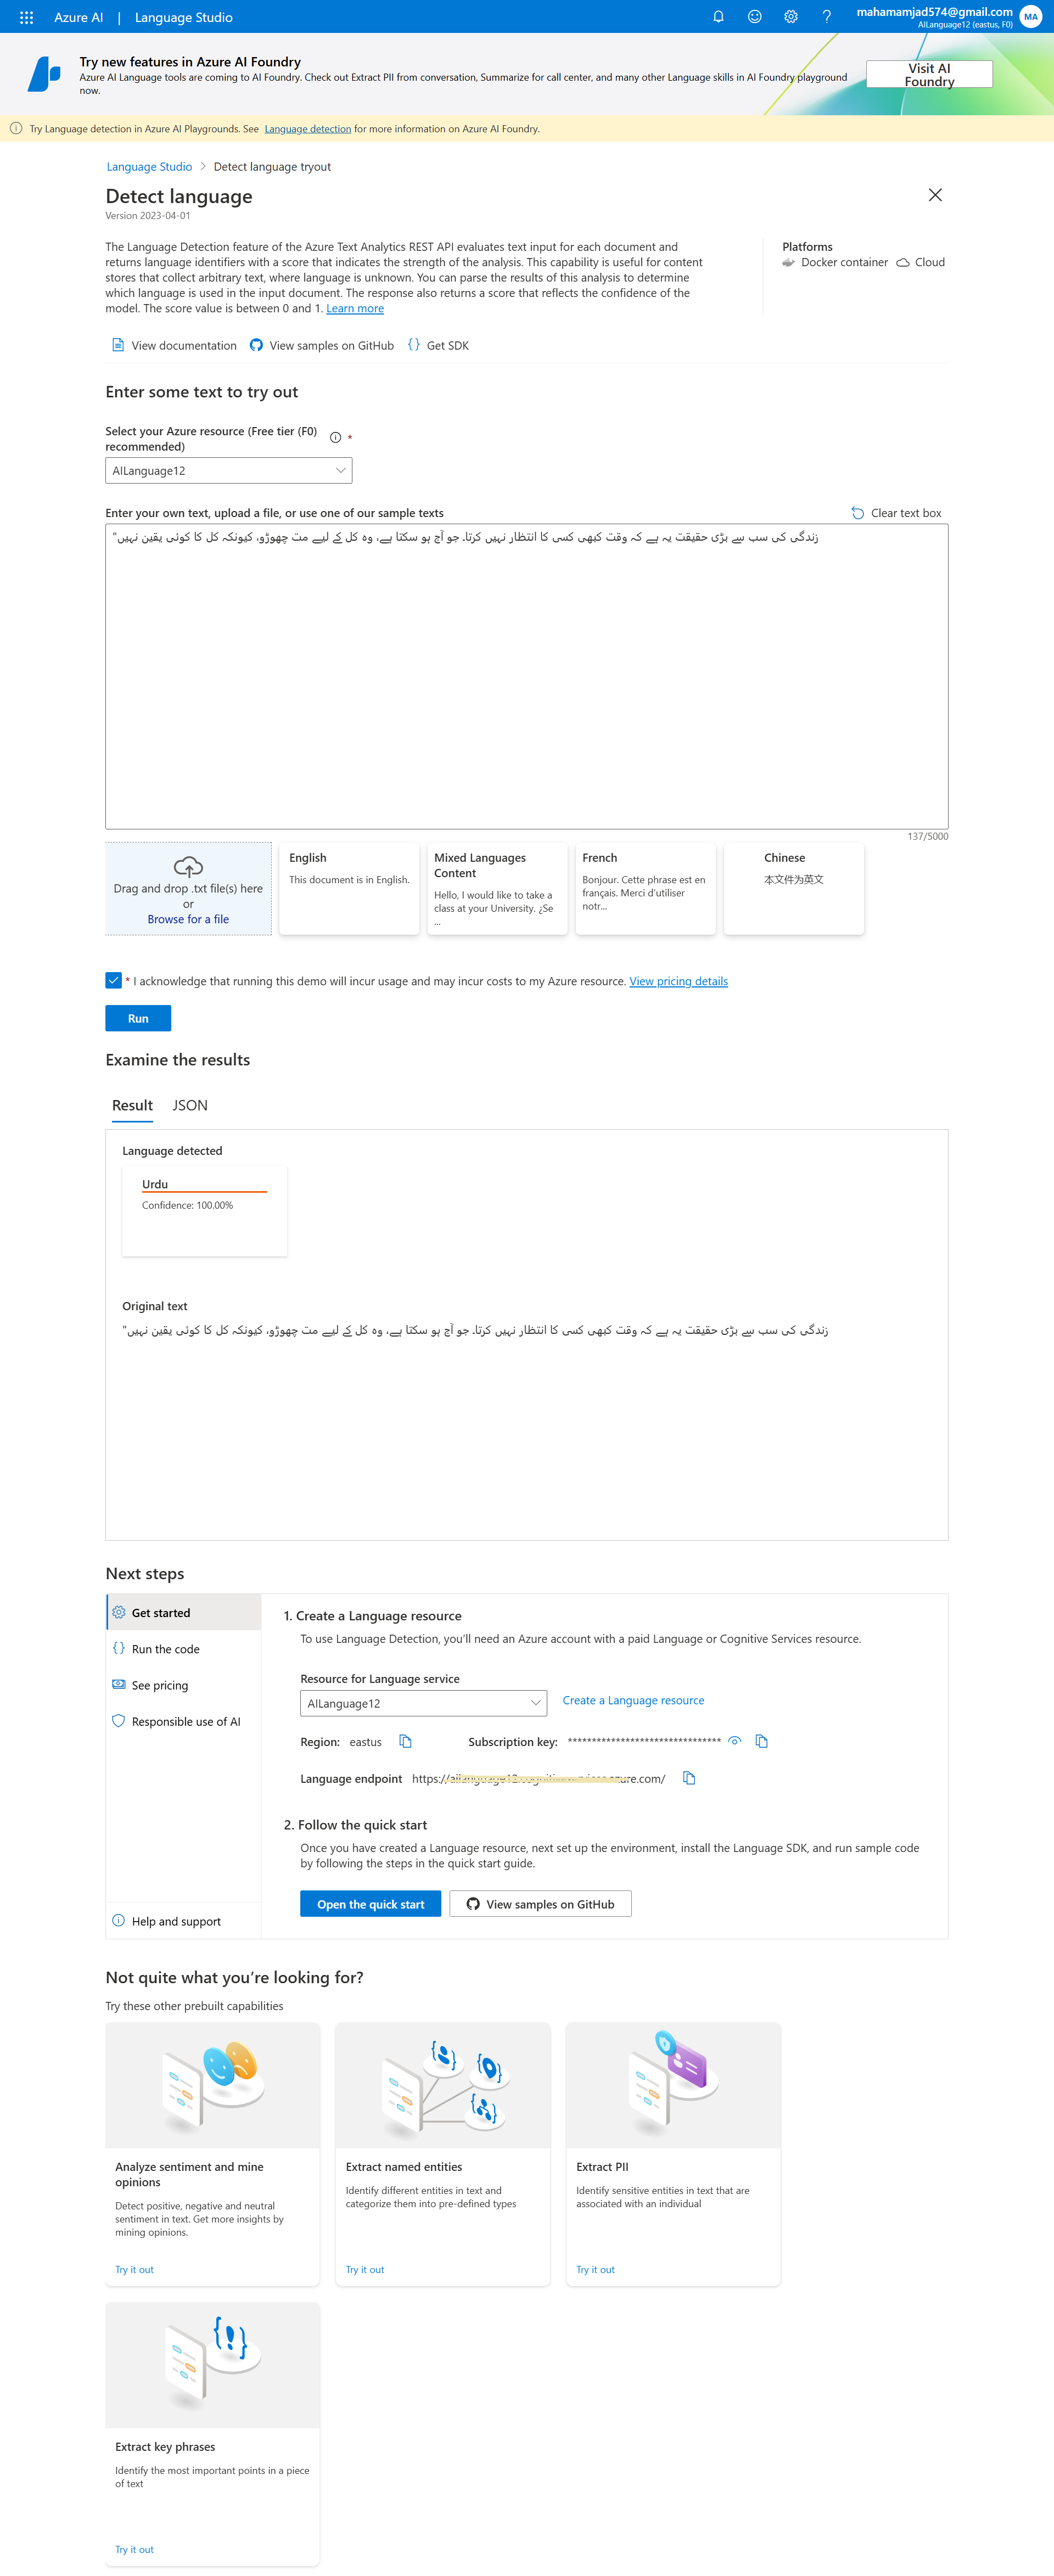 Azure AI | Language Studio
mahamamjad574@gmail.com
AILanguage12 (eastus, F0)
MA
Try new features in Azure AI Foundry
Azure AI Language tools are coming to AI Foundry. Check out Extract PII from conversation, Summarize for call center, and many other Language skills in AI Foundry playground
now.
Visit AI
Foundry
Try Language detection in Azure AI Playgrounds. See Language detection for more information on Azure AI Foundry.
Language Studio > Detect language tryout
Detect language
Version 2023-04-01
The Language Detection feature of the Azure Text Analytics REST API evaluates text input for each document and
returns language identifiers with a score that indicates the strength of the analysis. This capability is useful for content
stores that collect arbitrary text, where language is unknown. You can parse the results of this analysis to determine
which language is used in the input document. The response also returns a score that reflects the confidence of the
model. The score value is between 0 and 1. Learn more
Platforms
Docker container Cloud
View documentation View samples on GitHub Get SDK
Enter some text to try out
Select your Azure resource (Free tier (F0)
recommended) *
AILanguage12
Enter your own text, upload a file, or use one of our sample texts
Clear text box
"زندگی کی سب سے بڑی حقیقت یہ ہے کہ وقت کبھی کسی کا انتظار نہیں کرتا۔ جو آج ہو سکتا ہے، وہ کل کے لیے مت چھوڑو، کیونکہ کل کا کوئی یقین نہیں
137/5000
Drag and drop .txt file(s) here
or
Browse for a file
English
This document is in English.
Mixed Languages
Content
Hello, I would like to take a
class at your University. ¿Se
...
French
Bonjour. Cette phrase est en
français. Merci d'utiliser
notr...
Chinese
本文件为英文
* I acknowledge that running this demo will incur usage and may incur costs to my Azure resource. View pricing details
Run
Examine the results
Result JSON
Language detected
Urdu
Confidence: 100.00%
Original text
"زندگی کی سب سے بڑی حقیقت یہ ہے کہ وقت کبھی کسی کا انتظار نہیں کرتا۔ جو آج ہو سکتا ہے، وہ کل کے لیے مت چھوڑو، کیونکہ کل کا کوئی یقین نہیں
Next steps
Get started
Run the code
See pricing
Responsible use of AI
Help and support
1. Create a Language resource
To use Language Detection, you'll need an Azure account with a paid Language or Cognitive Services resource.
Resource for Language service
AILanguage12
Create a Language resource
Region: eastus
Subscription key: ********************************
Language endpoint https:// .com/
2. Follow the quick start
Once you have created a Language resource, next set up the environment, install the Language SDK, and run sample code
by following the steps in the quick start guide.
Open the quick start
View samples on GitHub
Not quite what you're looking for?
Try these other prebuilt capabilities
Analyze sentiment and mine
opinions
Detect positive, negative and neutral
sentiment in text. Get more insights by
mining opinions.
Try it out
Extract named entities
Identify different entities in text and
categorize them into pre-defined types
Try it out
Extract PII
Identify sensitive entities in text that are
associated with an individual
Try it out
Extract key phrases
Identify the most important points in a piece
of text
Try it out